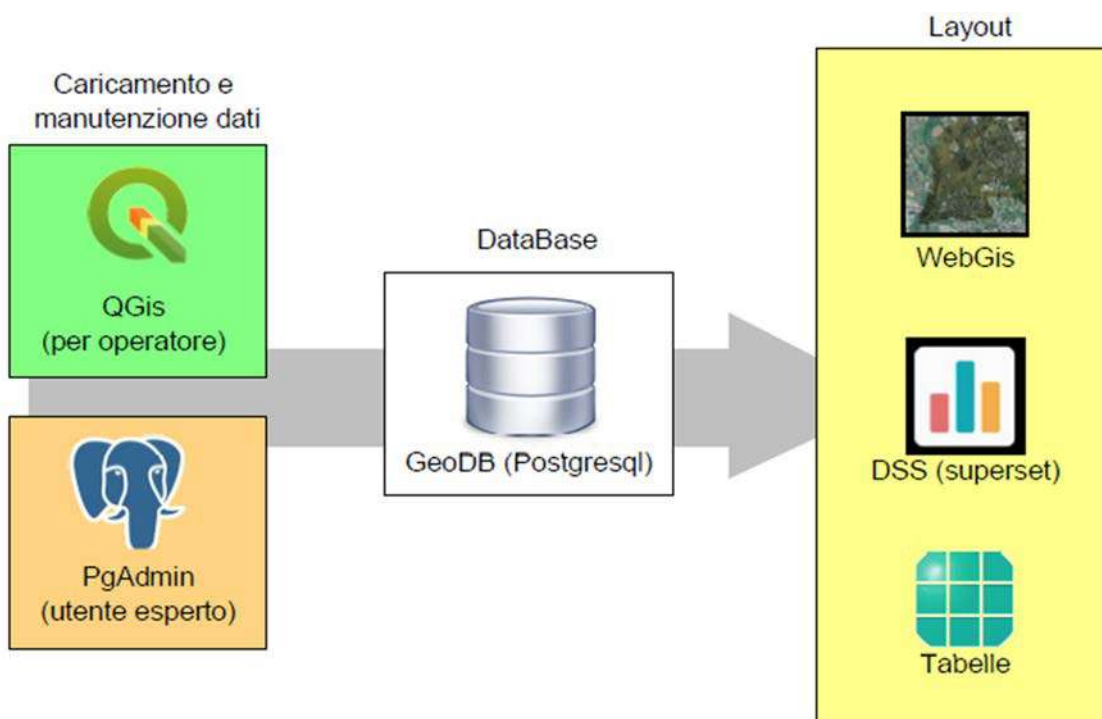 Caricamento e
manutenzione dati
QGis
(per operatore)
PgAdmin
(utente esperto)
DataBase
GeoDB (Postgresql)
Layout
WebGis
DSS (superset)
Tabelle